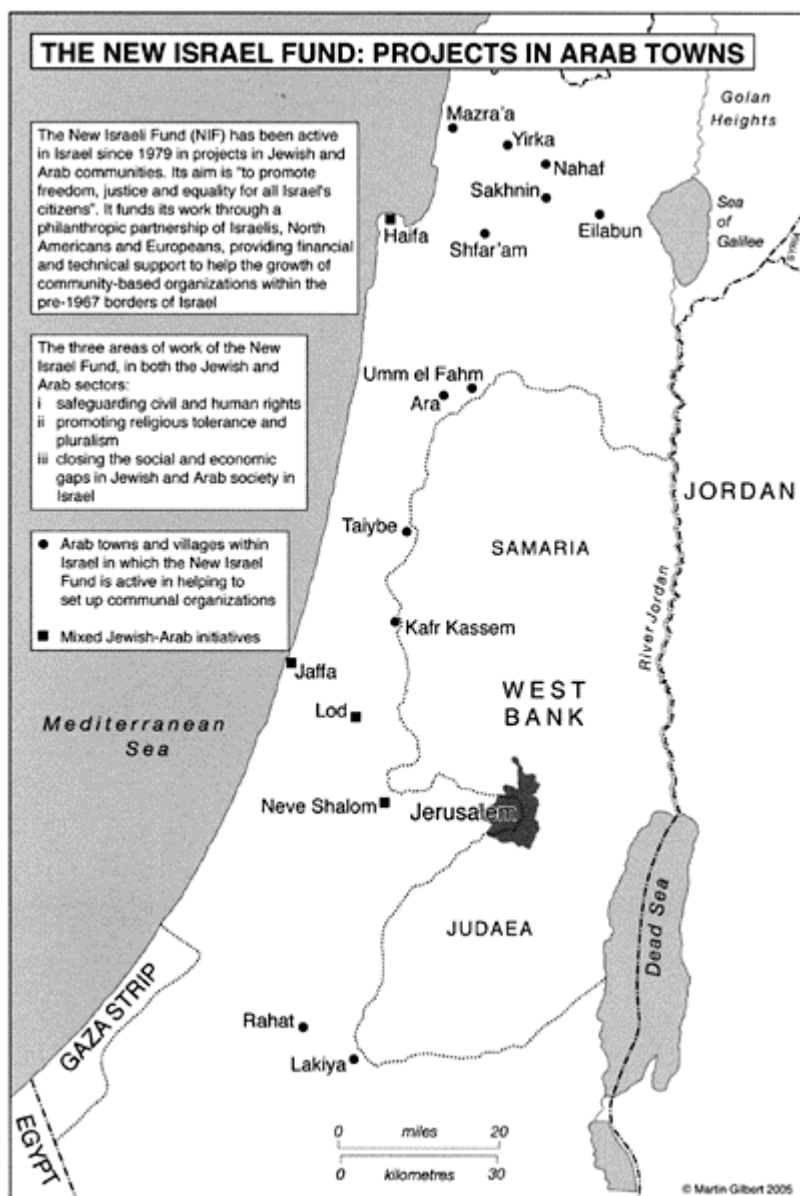 THE NEW ISRAEL FUND: PROJECTS IN ARAB TOWNS
The New Israeli Fund (NIF) has been active
in Israel since 1979 in projects in Jewish and
Arab communities. Its aim is "to promote
freedom, justice and equality for all Israel's
citizens". It funds its work through a
philanthropic partnership of Israelis, North
Americans and Europeans, providing financial
and technical support to help the growth of
community-based organizations within the
pre-1967 borders of Israel
The three areas of work of the New
Israel Fund, in both the Jewish and
Arab sectors:
i safeguarding civil and human rights
ii promoting religious tolerance and
pluralism
iii closing the social and economic
gaps in Jewish and Arab society in
Israel
Arab towns and villages within
Israel in which the New Israel
Fund is active in helping to
set up communal organizations
Mixed Jewish-Arab initiatives
Golan
Heights
Mazra'a
Yirka
Nahaf
Sakhnin
Eilabun
Sea
of
Galilee
SYRIA
Haifa
Shfar'am
Umm el Fahm
Ara
JORDAN
Taiybe
SAMARIA
Kafr Kassem
River Jordan
Jaffa
WEST
BANK
Lod
Mediterranean
Sea
Neve Shalom
Jerusalem
JUDAEA
Dead Sea
GAZA STRIP
Rahat
Lakiya
EGYPT
0 miles 20
0 kilometres 30
© Martin Gilbert 2005